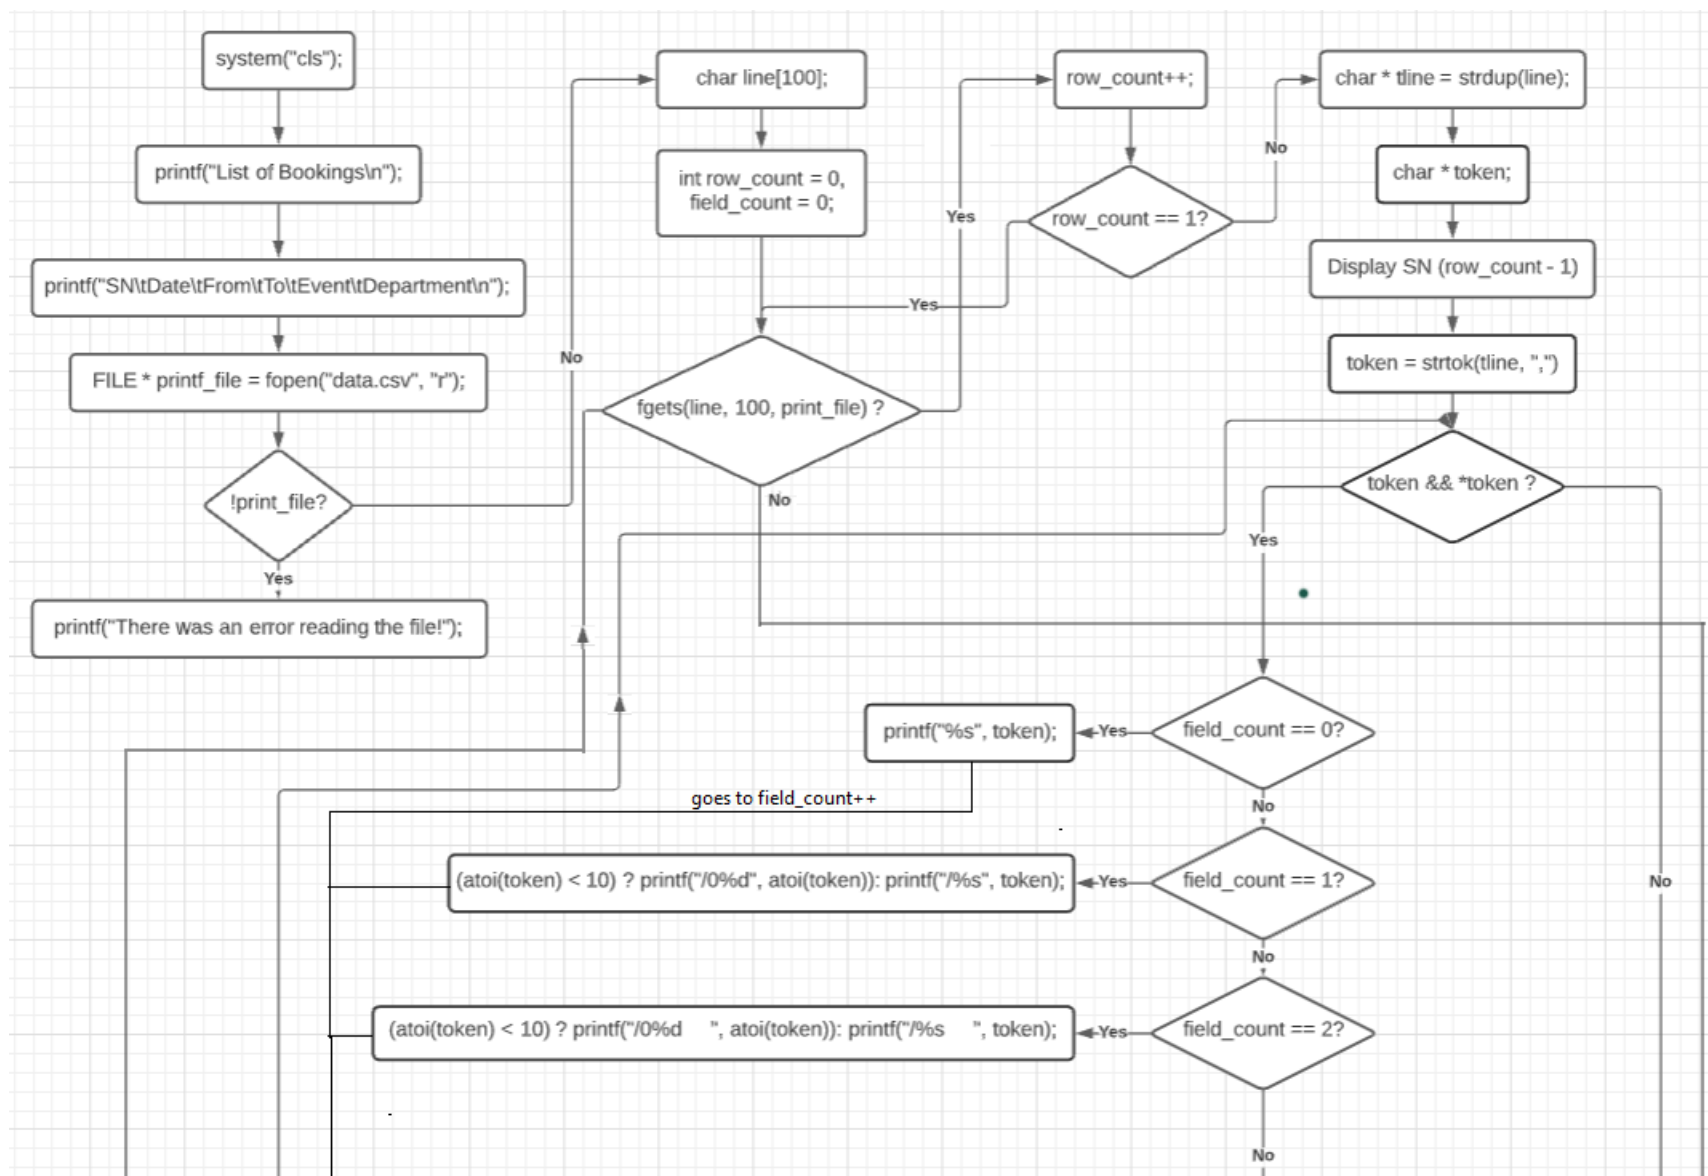 system("cls");
printf("List of Bookings\n");
printf("SN\tDate\tFrom\tTo\tEvent\tDepartment\n");
FILE * printf_file = fopen("data.csv", "r");
!print_file?
Yes
printf("There was an error reading the file!");
No
char line[100];
int row_count = 0,
field_count = 0;
fgets(line, 100, print_file) ?
No
Yes
Yes
row_count++;
row_count == 1?
No
char * tline = strdup(line);
char * token;
Display SN (row_count - 1)
token = strtok(tline, ",")
token && *token ?
Yes
No
field_count == 0?
Yes
printf("%s", token);
goes to field_count++
No
field_count == 1?
Yes
(atoi(token) < 10) ? printf("/0%d", atoi(token)): printf("/%s", token);
No
field_count == 2?
Yes
(atoi(token) < 10) ? printf("/0%d     ", atoi(token)): printf("/%s     ", token);
No